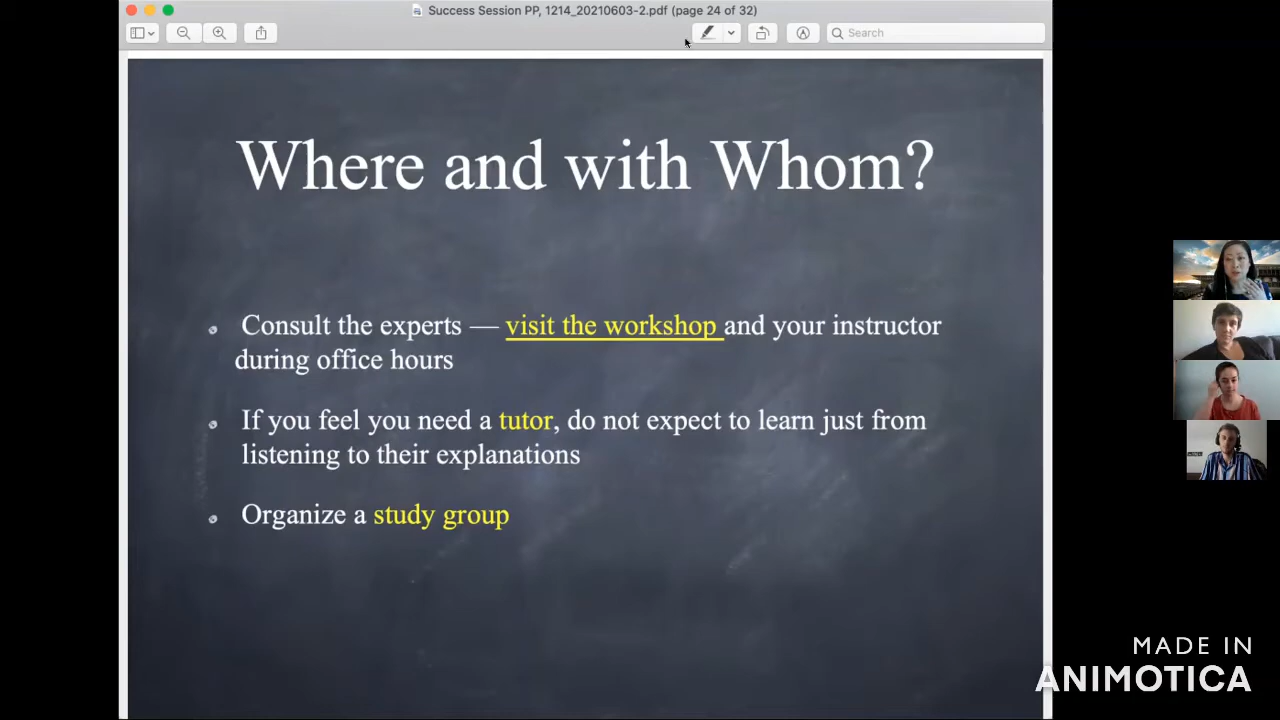 Success Session PP, 1214_20210603-2.pdf (page 24 of 32)
Search
Where and with Whom?
Consult the experts — visit the workshop and your instructor
during office hours
If you feel you need a tutor, do not expect to learn just from
listening to their explanations
Organize a study group
MADE IN
ANIMOTICA